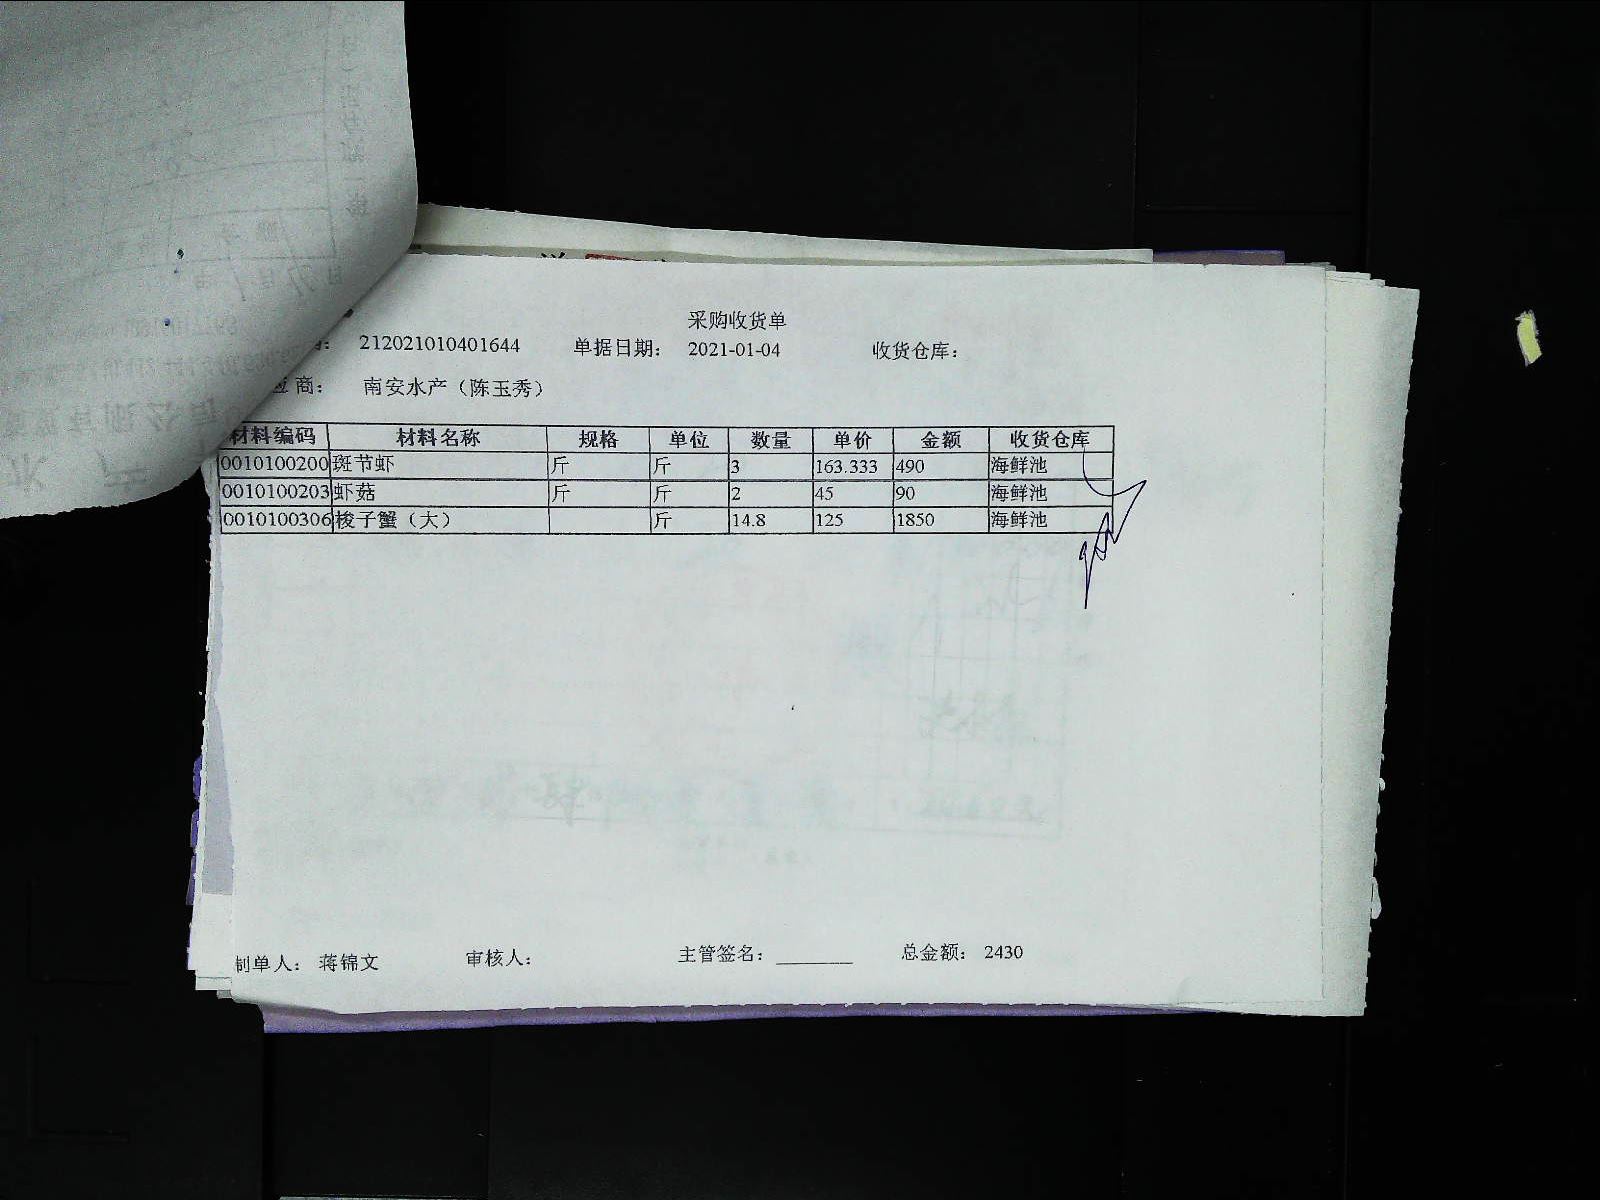 采购收货单
212021010401644 单据日期: 2021-01-04 收货仓库:
应商: 南安水产（陈玉秀）
材料编码 材料名称 规格 单位 数量 单价 金额 收货仓库
0010100200 斑节虾 斤 斤 3 163.333 490 海鲜池
0010100203 虾菇 斤 斤 2 45 90 海鲜池
0010100306 梭子蟹（大） 斤 14.8 125 1850 海鲜池
制单人: 蒋锦文 审核人: 主管签名: ________ 总金额: 2430